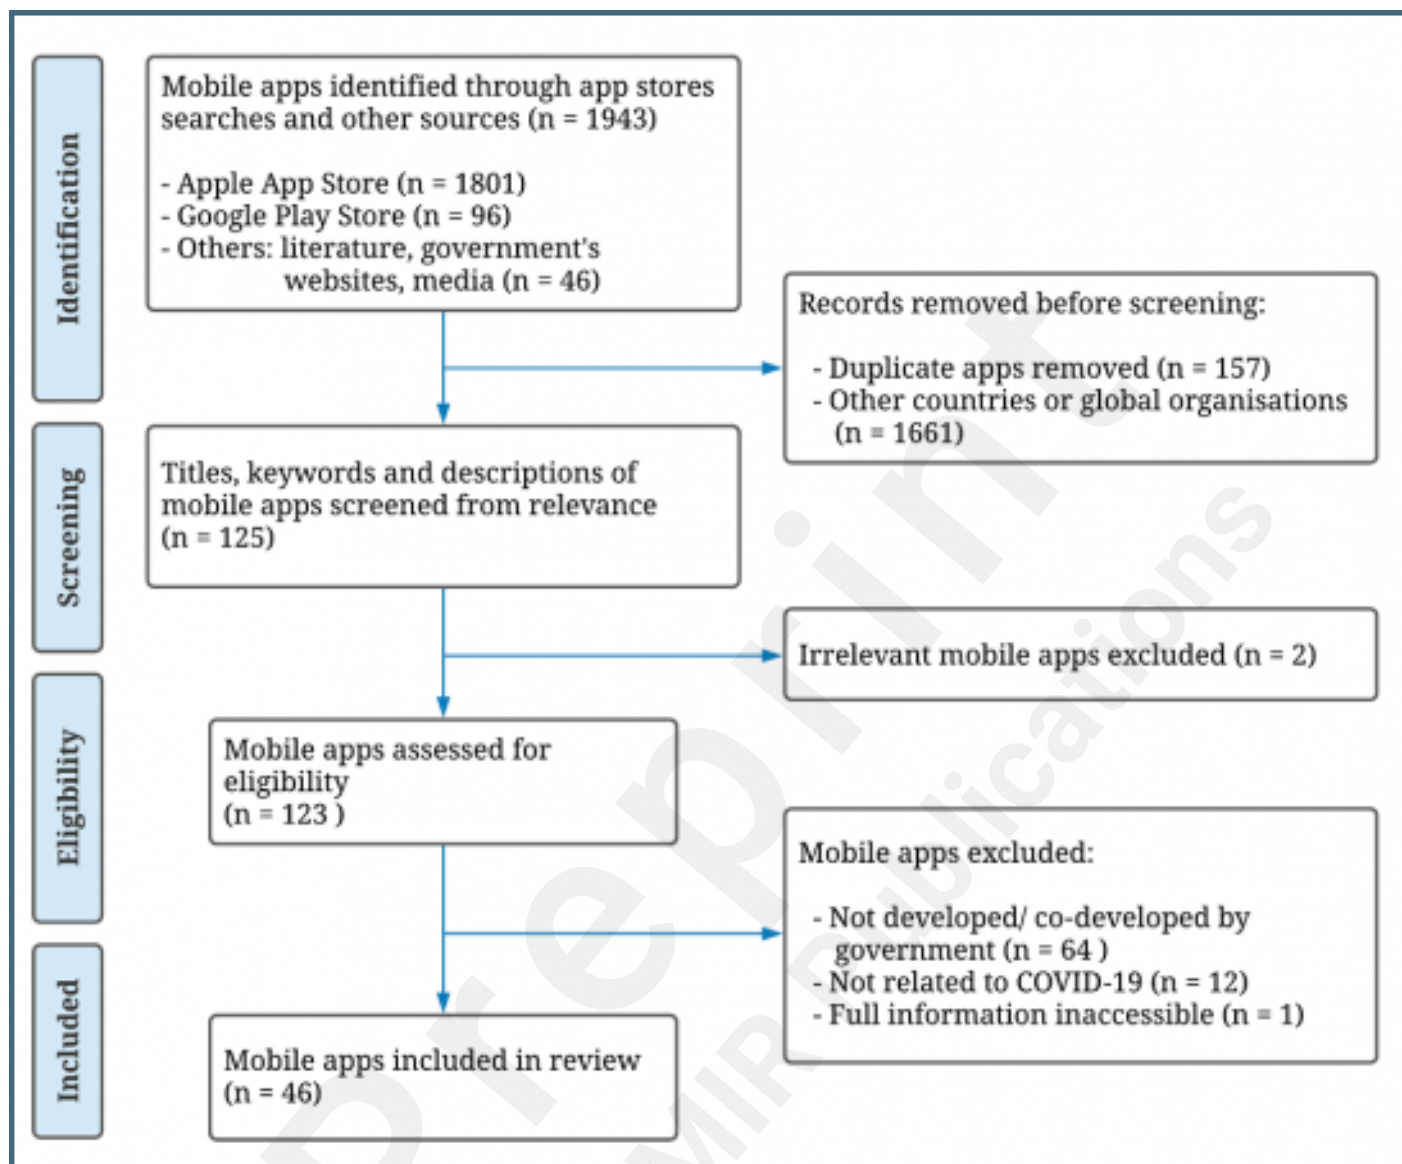 Identification
Mobile apps identified through app stores
searches and other sources (n = 1943)
- Apple App Store (n = 1801)
- Google Play Store (n = 96)
- Others: literature, government's
websites, media (n = 46)
Records removed before screening:
- Duplicate apps removed (n = 157)
- Other countries or global organisations
(n = 1661)
Screening
Titles, keywords and descriptions of
mobile apps screened from relevance
(n = 125)
Irrelevant mobile apps excluded (n = 2)
Eligibility
Mobile apps assessed for
eligibility
(n = 123 )
Mobile apps excluded:
- Not developed/ co-developed by
government (n = 64 )
- Not related to COVID-19 (n = 12)
- Full information inaccessible (n = 1)
Included
Mobile apps included in review
(n = 46)
Preprint
MIR Publications